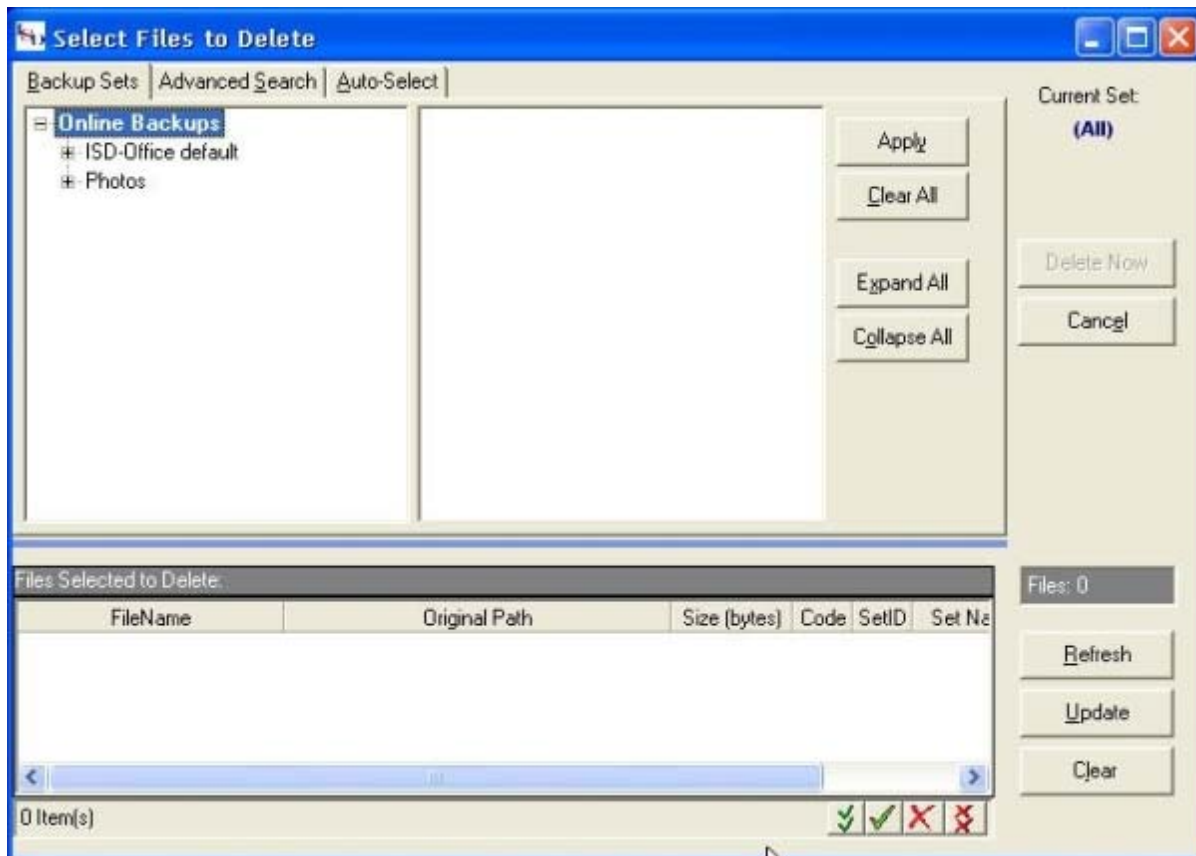 Select Files to Delete
Backup Sets Advanced Search Auto-Select
Online Backups
ISD-Office default
Photos
Apply
Clear All
Expand All
Collapse All
Current Set:
(All)
Delete Now
Cancel
Files Selected to Delete:
FileName Original Path Size (bytes) Code SetID Set Na
0 Item(s)
Files: 0
Refresh
Update
Clear